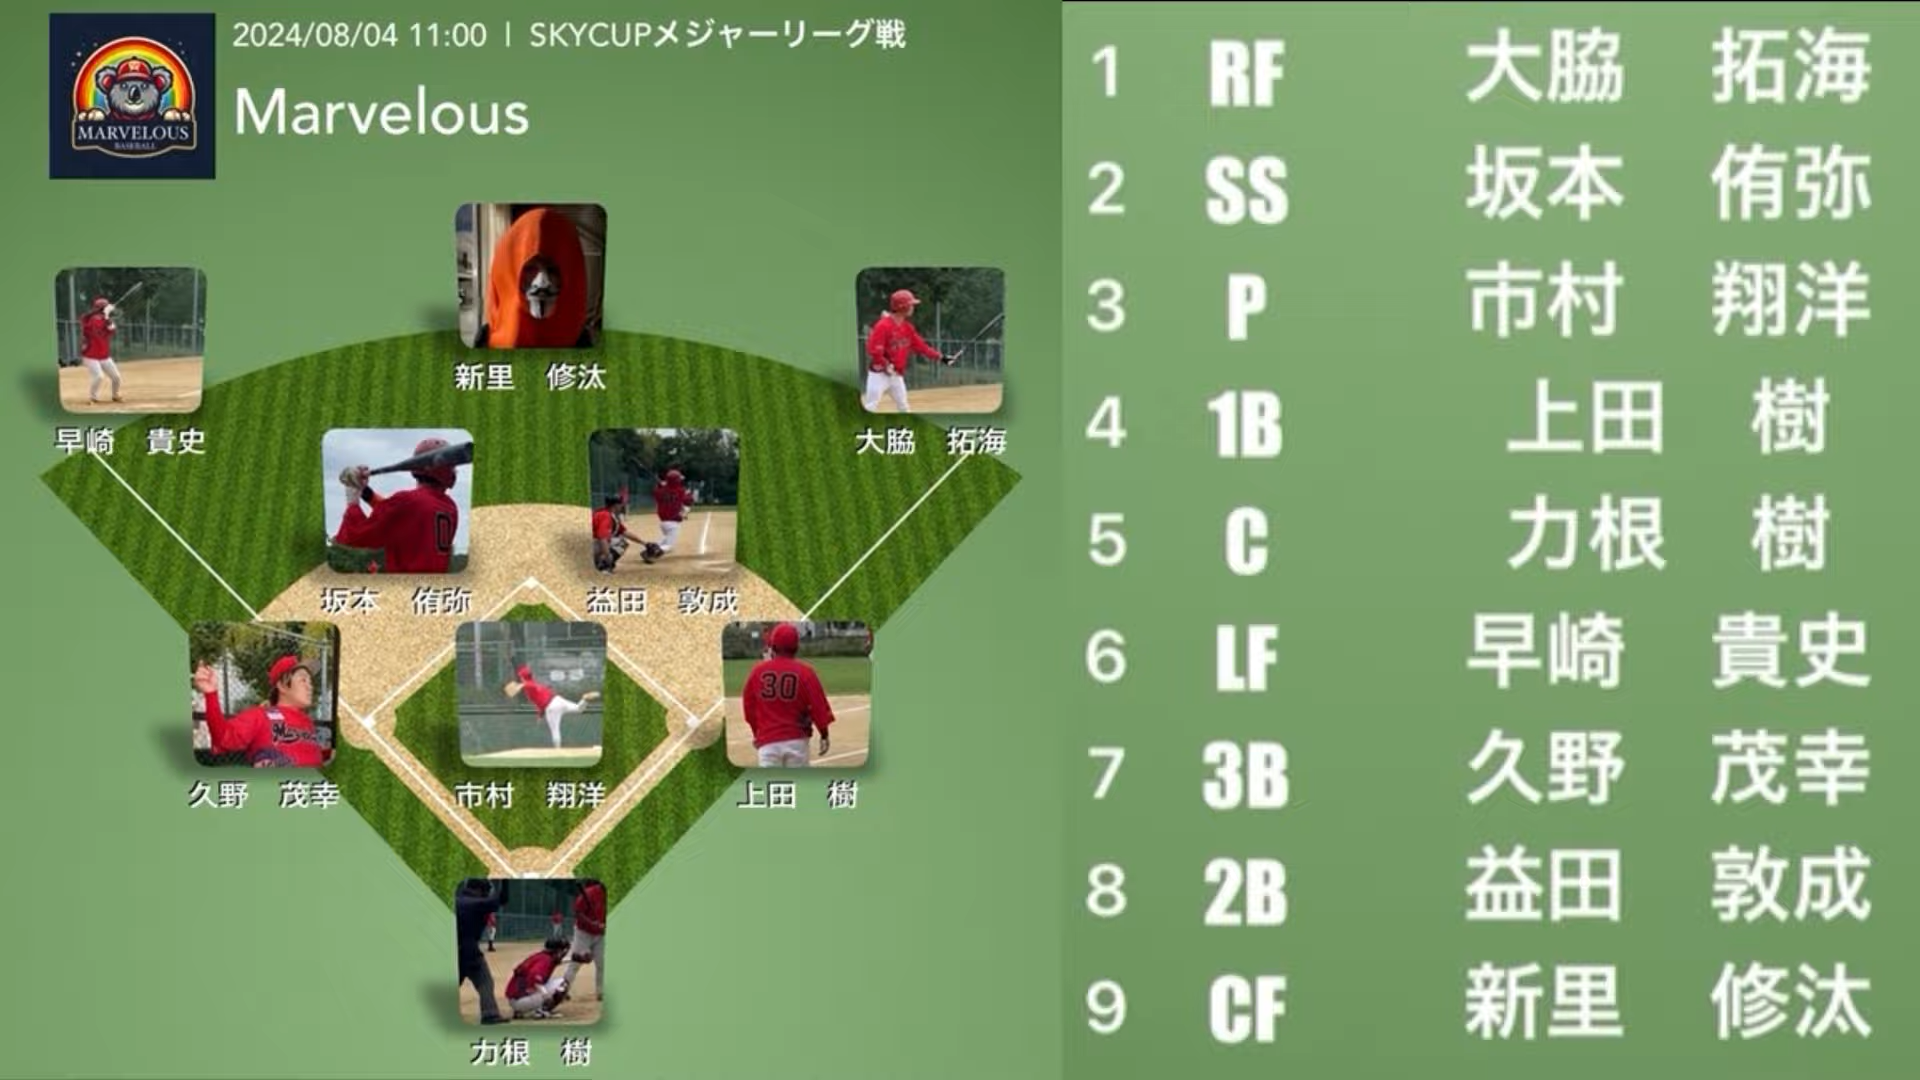 2024/08/04 11:00 | SKYCUPメジャーリーグ戦
Marvelous
MARVELOUS
BASEBALL
新里 修汰
早崎 貴史
大脇 拓海
坂本 侑弥
益田 敦成
久野 茂幸
市村 翔洋
30
上田 樹
力根 樹
1 RF 大脇 拓海
2 SS 坂本 侑弥
3 P 市村 翔洋
4 1B 上田 樹
5 C 力根 樹
6 LF 早崎 貴史
7 3B 久野 茂幸
8 2B 益田 敦成
9 CF 新里 修汰